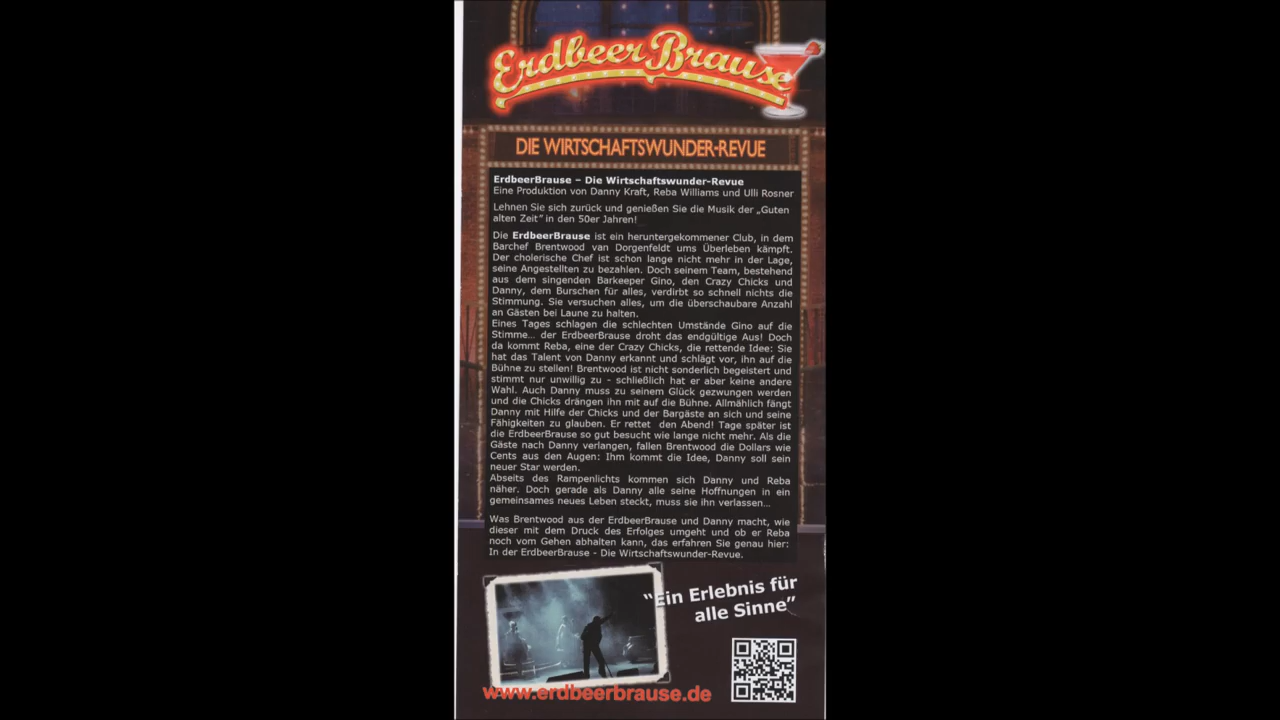 ErdbeerBrause
DIE WIRTSCHAFTSWUNDER-REVUE
ErdbeerBrause – Die Wirtschaftswunder-Revue
Eine Produktion von Danny Kraft, Reba Williams und Ulli Rosner
Lehnen Sie sich zurück und genießen Sie die Musik der „Guten
alten Zeit" in den 50er Jahren!
Die ErdbeerBrause ist ein heruntergekommener Club, in dem
Barchef Brentwood van Dorgenfeldt ums Überleben kämpft.
Der cholerische Chef ist schon lange nicht mehr in der Lage,
seine Angestellten zu bezahlen. Doch seinem Team, bestehend
aus dem singenden Barkeeper Gino, den Crazy Chicks und
Danny, dem Burschen für alles, verdirbt so schnell nichts die
Stimmung. Sie versuchen alles, um die überschaubare Anzahl
an Gästen bei Laune zu halten.
Eines Tages schlagen die schlechten Umstände Gino auf die
Stimme... der ErdbeerBrause droht das endgültige Aus! Doch
da kommt Reba, eine der Crazy Chicks, die rettende Idee: Sie
hat das Talent von Danny erkannt und schlägt vor, ihn auf die
Bühne zu stellen! Brentwood ist nicht sonderlich begeistert und
stimmt nur unwillig zu - schließlich hat er aber keine andere
Wahl. Auch Danny muss zu seinem Glück gezwungen werden
und die Chicks drängen ihn mit auf die Bühne. Allmählich fängt
Danny mit Hilfe der Chicks und der Bargäste an sich und seine
Fähigkeiten zu glauben. Er rettet den Abend! Tage später ist
die ErdbeerBrause so gut besucht wie lange nicht mehr. Als die
Gäste nach Danny verlangen, fallen Brentwood die Dollars wie
Cents aus den Augen: Ihm kommt die Idee, Danny soll sein
neuer Star werden.
Abseits des Rampenlichts kommen sich Danny und Reba
näher. Doch gerade als Danny alle seine Hoffnungen in ein
gemeinsames neues Leben steckt, muss sie ihn verlassen...
Was Brentwood aus der ErdbeerBrause und Danny macht, wie
dieser mit dem Druck des Erfolges umgeht und ob er Reba
noch vom Gehen abhalten kann, das erfahren Sie genau hier:
In der ErdbeerBrause - Die Wirtschaftswunder-Revue.
"Ein Erlebnis für
alle Sinne"
www.erdbeerbrause.de